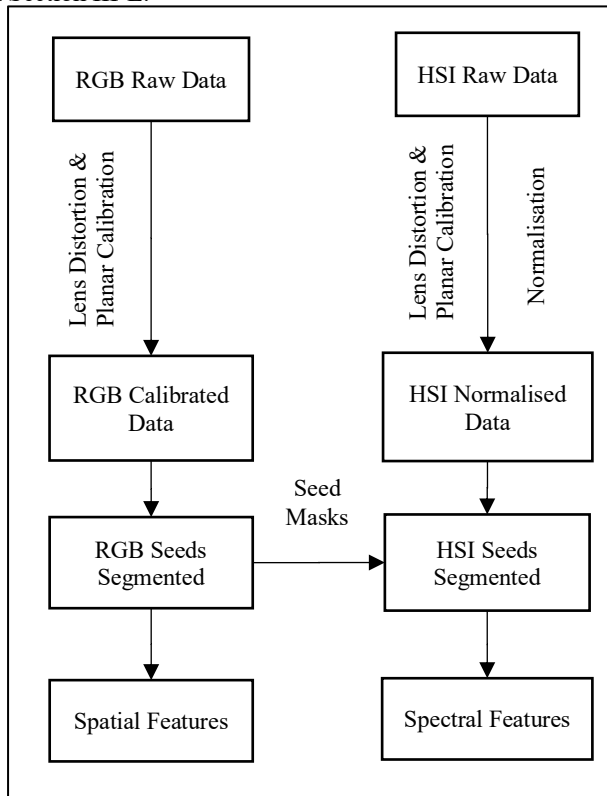 RGB Raw Data
HSI Raw Data
Lens Distortion &
Planar Calibration
Lens Distortion &
Planar Calibration
Normalisation
RGB Calibrated
Data
HSI Normalised
Data
Seed
Masks
RGB Seeds
Segmented
HSI Seeds
Segmented
Spatial Features
Spectral Features